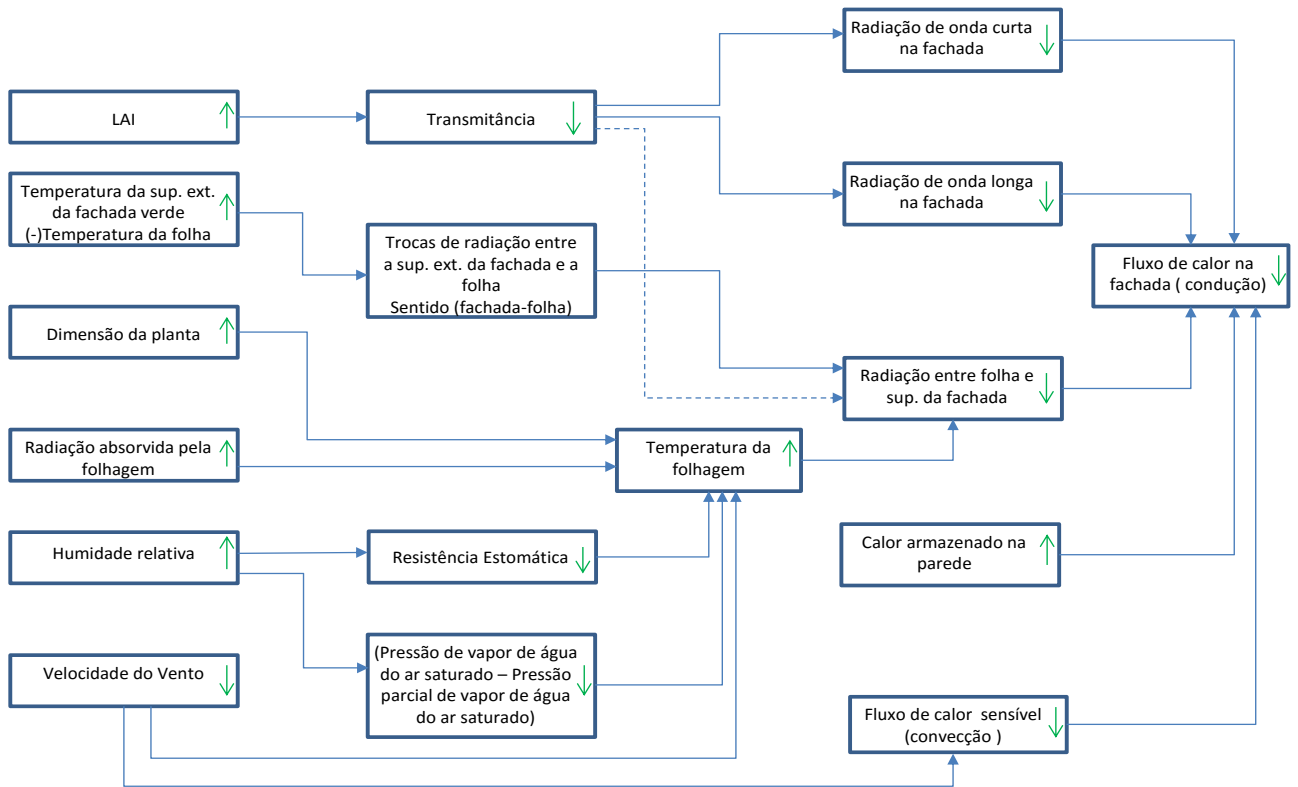 Radiação de onda curta
na fachada
LAI
Transmitância
Temperatura da sup. ext.
da fachada verde
(-)Temperatura da folha
Radiação de onda longa
na fachada
Trocas de radiação entre
a sup. ext. da fachada e a
folha
Sentido (fachada-folha)
Fluxo de calor na
fachada ( condução)
Dimensão da planta
Radiação entre folha e
sup. da fachada
Radiação absorvida pela
folhagem
Temperatura da
folhagem
Humidade relativa
Resistência Estomática
Calor armazenado na
parede
Velocidade do Vento
(Pressão de vapor de água
do ar saturado – Pressão
parcial de vapor de água
do ar saturado)
Fluxo de calor sensível
(convecção )